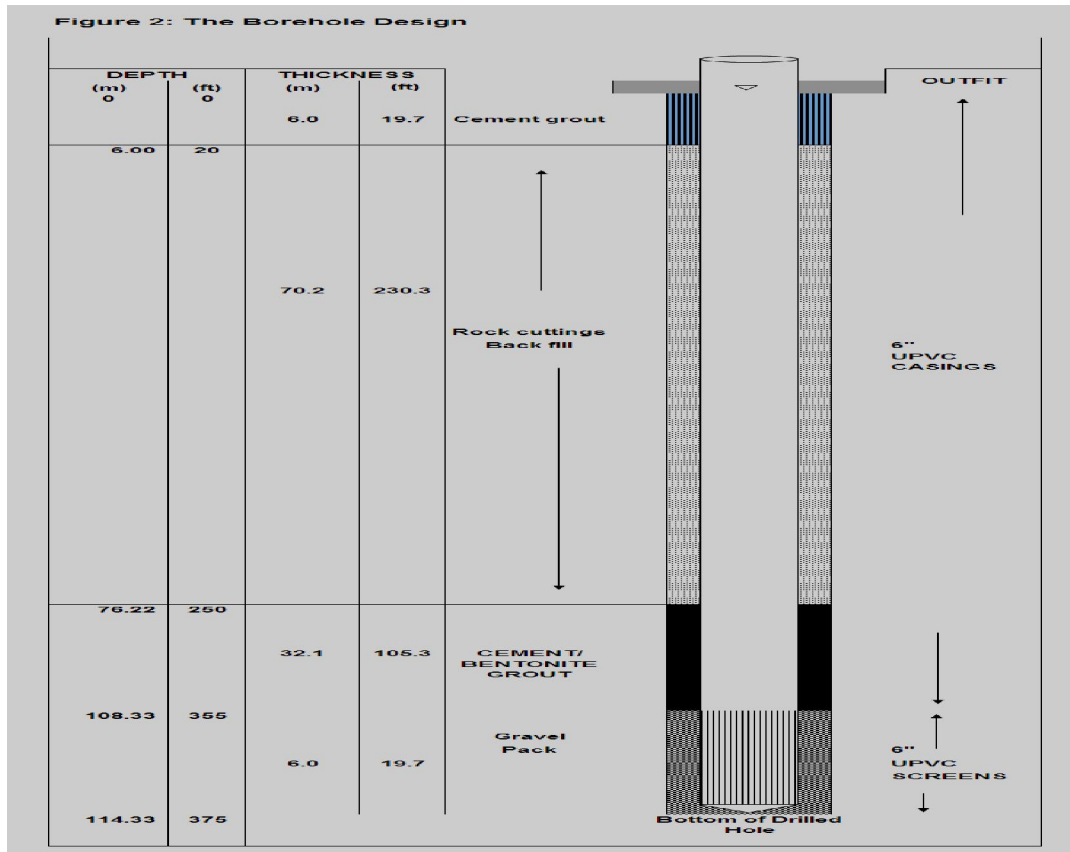 Figure 2: The Borehole Design
DEPTH THICKNESS OUTFIT
(m) (ft) (m) (ft)
0 0
6.0 19.7 Cement grout
6.00 20
70.2 230.3
Rock cuttings
Back fill
6"
UPVC
CASINGS
76.22 250
32.1 105.3 CEMENT/
BENTONITE
GROUT
108.33 355
Gravel
Pack
6.0 19.7
6"
UPVC
SCREENS
114.33 375 Bottom of Drilled
Hole